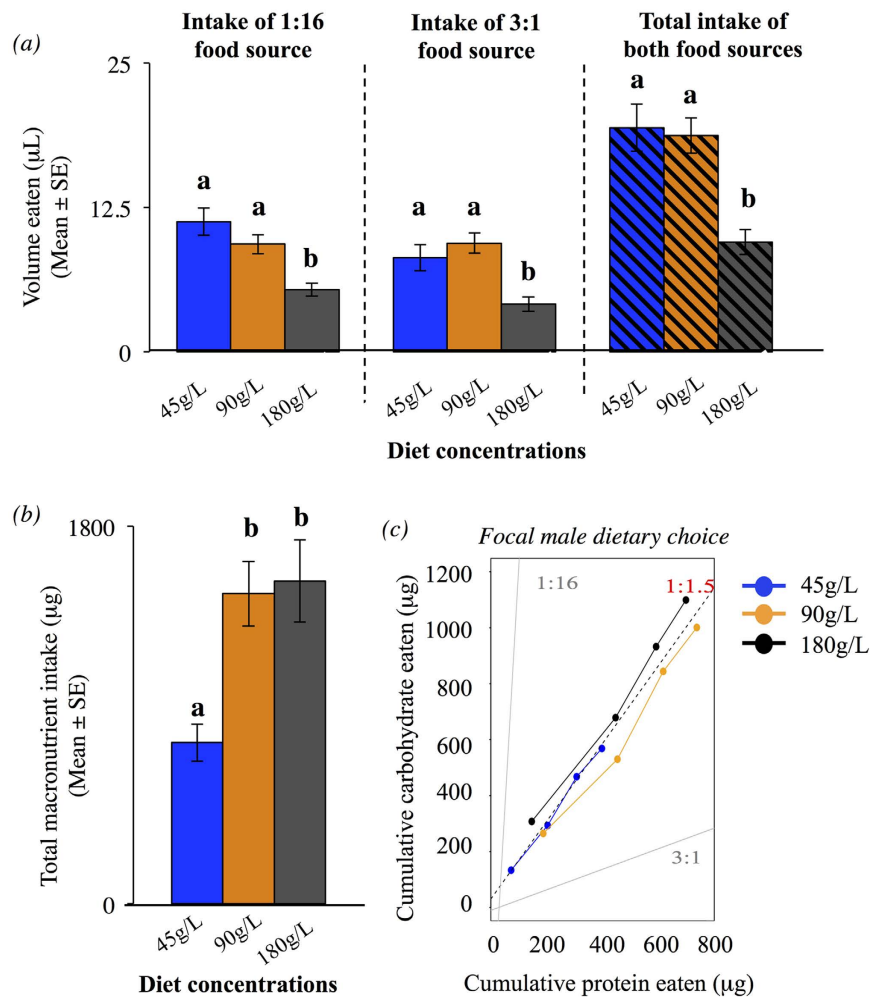 (a)
Intake of 1:16
food source
Intake of 3:1
food source
Total intake of
both food sources
Volume eaten (μL)
(Mean ± SE)
25
12.5
0
a
a
b
a
a
b
a
a
b
45g/L
90g/L
180g/L
45g/L
90g/L
180g/L
45g/L
90g/L
180g/L
Diet concentrations
(b)
Total macronutrient intake (μg)
(Mean ± SE)
1800
0
a
b
b
45g/L
90g/L
180g/L
Diet concentrations
(c)
Focal male dietary choice
Cumulative carbohydrate eaten (μg)
1200
1000
800
600
400
200
0
1:16
1:1.5
3:1
0 200 400 600 800
Cumulative protein eaten (μg)
45g/L
90g/L
180g/L